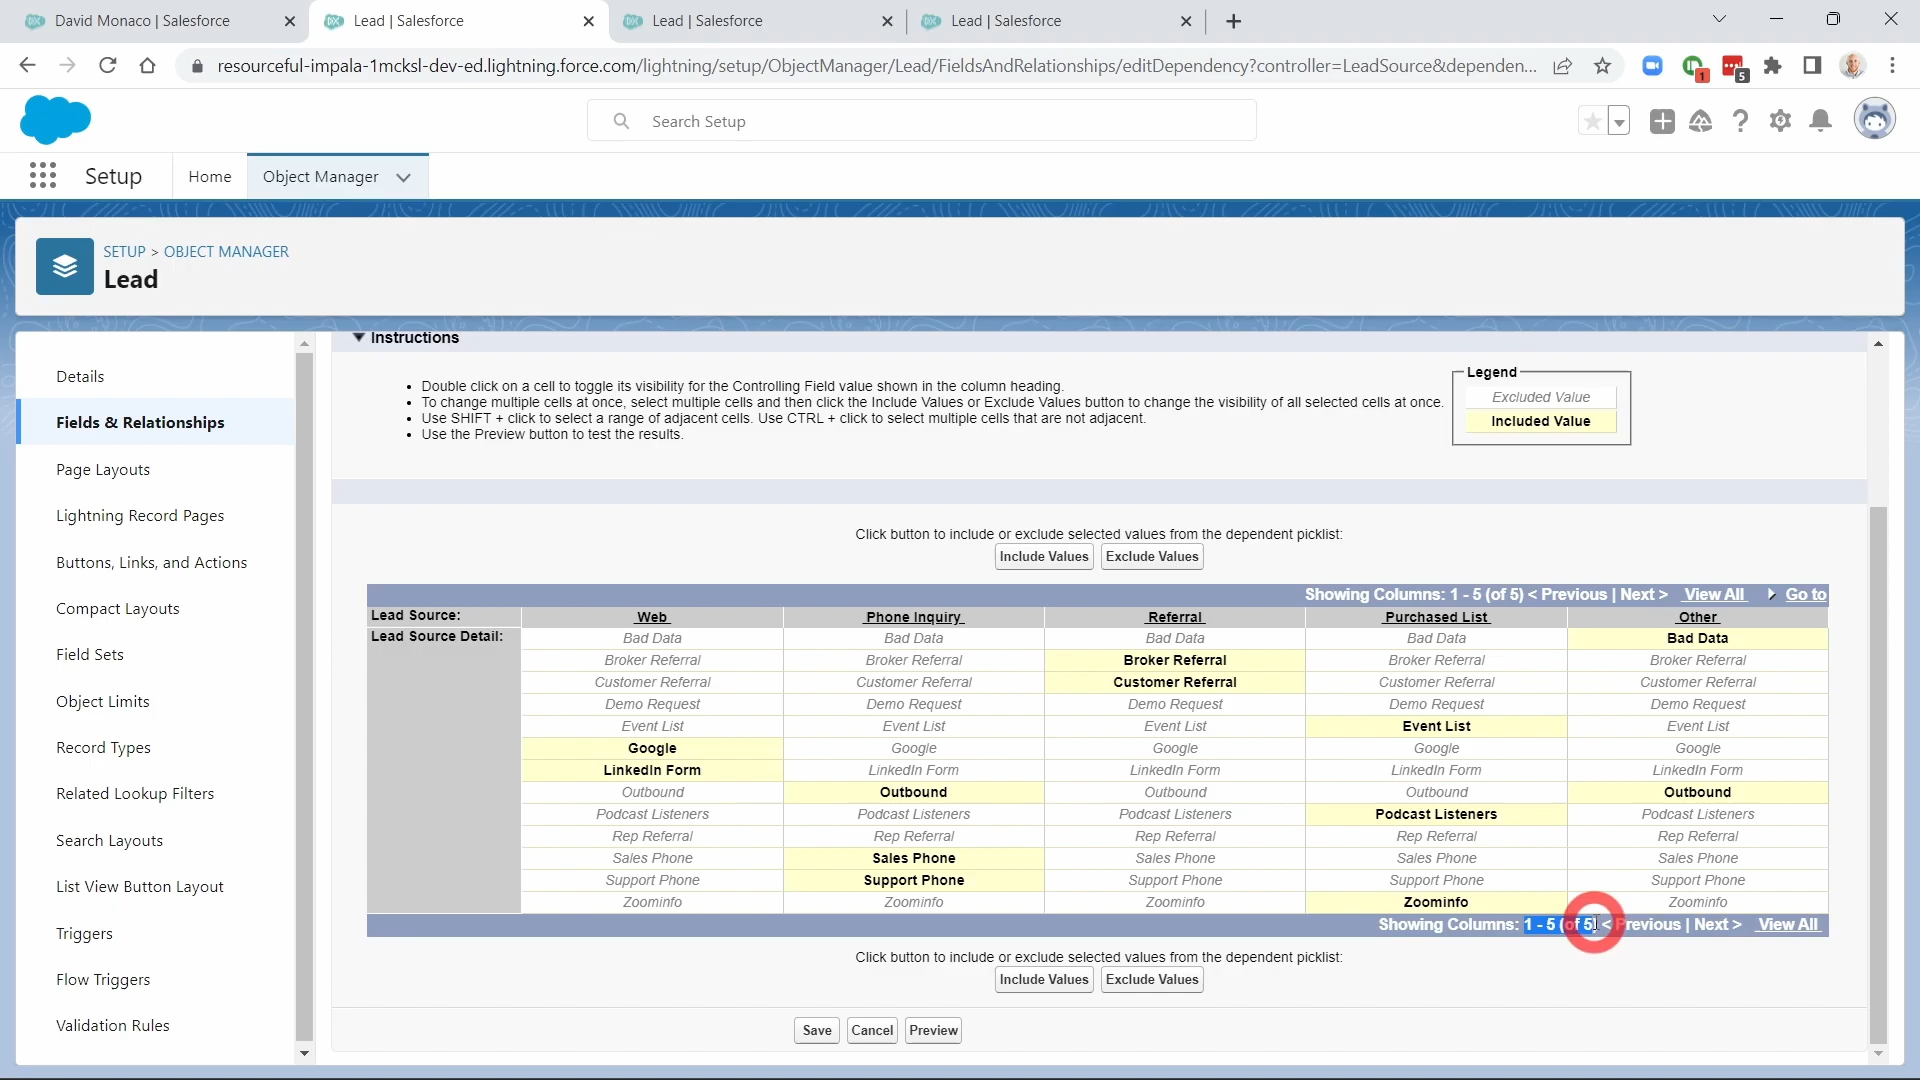 David Monaco | Salesforce
Lead | Salesforce
Lead | Salesforce
Lead | Salesforce
resourceful-impala-1mcksl-dev-ed.lightning.force.com/lightning/setup/ObjectManager/Lead/FieldsAndRelationships/editDependency?controller=LeadSource&dependen...
1
5
Search Setup
Setup
Home
Object Manager
SETUP > OBJECT MANAGER
Lead
Details
Fields & Relationships
Page Layouts
Lightning Record Pages
Buttons, Links, and Actions
Compact Layouts
Field Sets
Object Limits
Record Types
Related Lookup Filters
Search Layouts
List View Button Layout
Triggers
Flow Triggers
Validation Rules
Instructions
• Double click on a cell to toggle its visibility for the Controlling Field value shown in the column heading.
• To change multiple cells at once, select multiple cells and then click the Include Values or Exclude Values button to change the visibility of all selected cells at once.
• Use SHIFT + click to select a range of adjacent cells. Use CTRL + click to select multiple cells that are not adjacent.
• Use the Preview button to test the results.
Legend
Excluded Value
Included Value
Click button to include or exclude selected values from the dependent picklist:
Include Values Exclude Values
Showing Columns: 1 - 5 (of 5) < Previous | Next > View All Go to
Lead Source: Web Phone Inquiry Referral Purchased List Other
Lead Source Detail: Bad Data Bad Data Bad Data Bad Data Bad Data
Broker Referral Broker Referral Broker Referral Broker Referral Broker Referral
Customer Referral Customer Referral Customer Referral Customer Referral Customer Referral
Demo Request Demo Request Demo Request Demo Request Demo Request
Event List Event List Event List Event List Event List
Google Google Google Google Google
LinkedIn Form LinkedIn Form LinkedIn Form LinkedIn Form LinkedIn Form
Outbound Outbound Outbound Outbound Outbound
Podcast Listeners Podcast Listeners Podcast Listeners Podcast Listeners Podcast Listeners
Rep Referral Rep Referral Rep Referral Rep Referral Rep Referral
Sales Phone Sales Phone Sales Phone Sales Phone Sales Phone
Support Phone Support Phone Support Phone Support Phone Support Phone
Zoominfo Zoominfo Zoominfo Zoominfo Zoominfo
Showing Columns: 1 - 5 (of 5) < Previous | Next > View All
Click button to include or exclude selected values from the dependent picklist:
Include Values Exclude Values
Save Cancel Preview